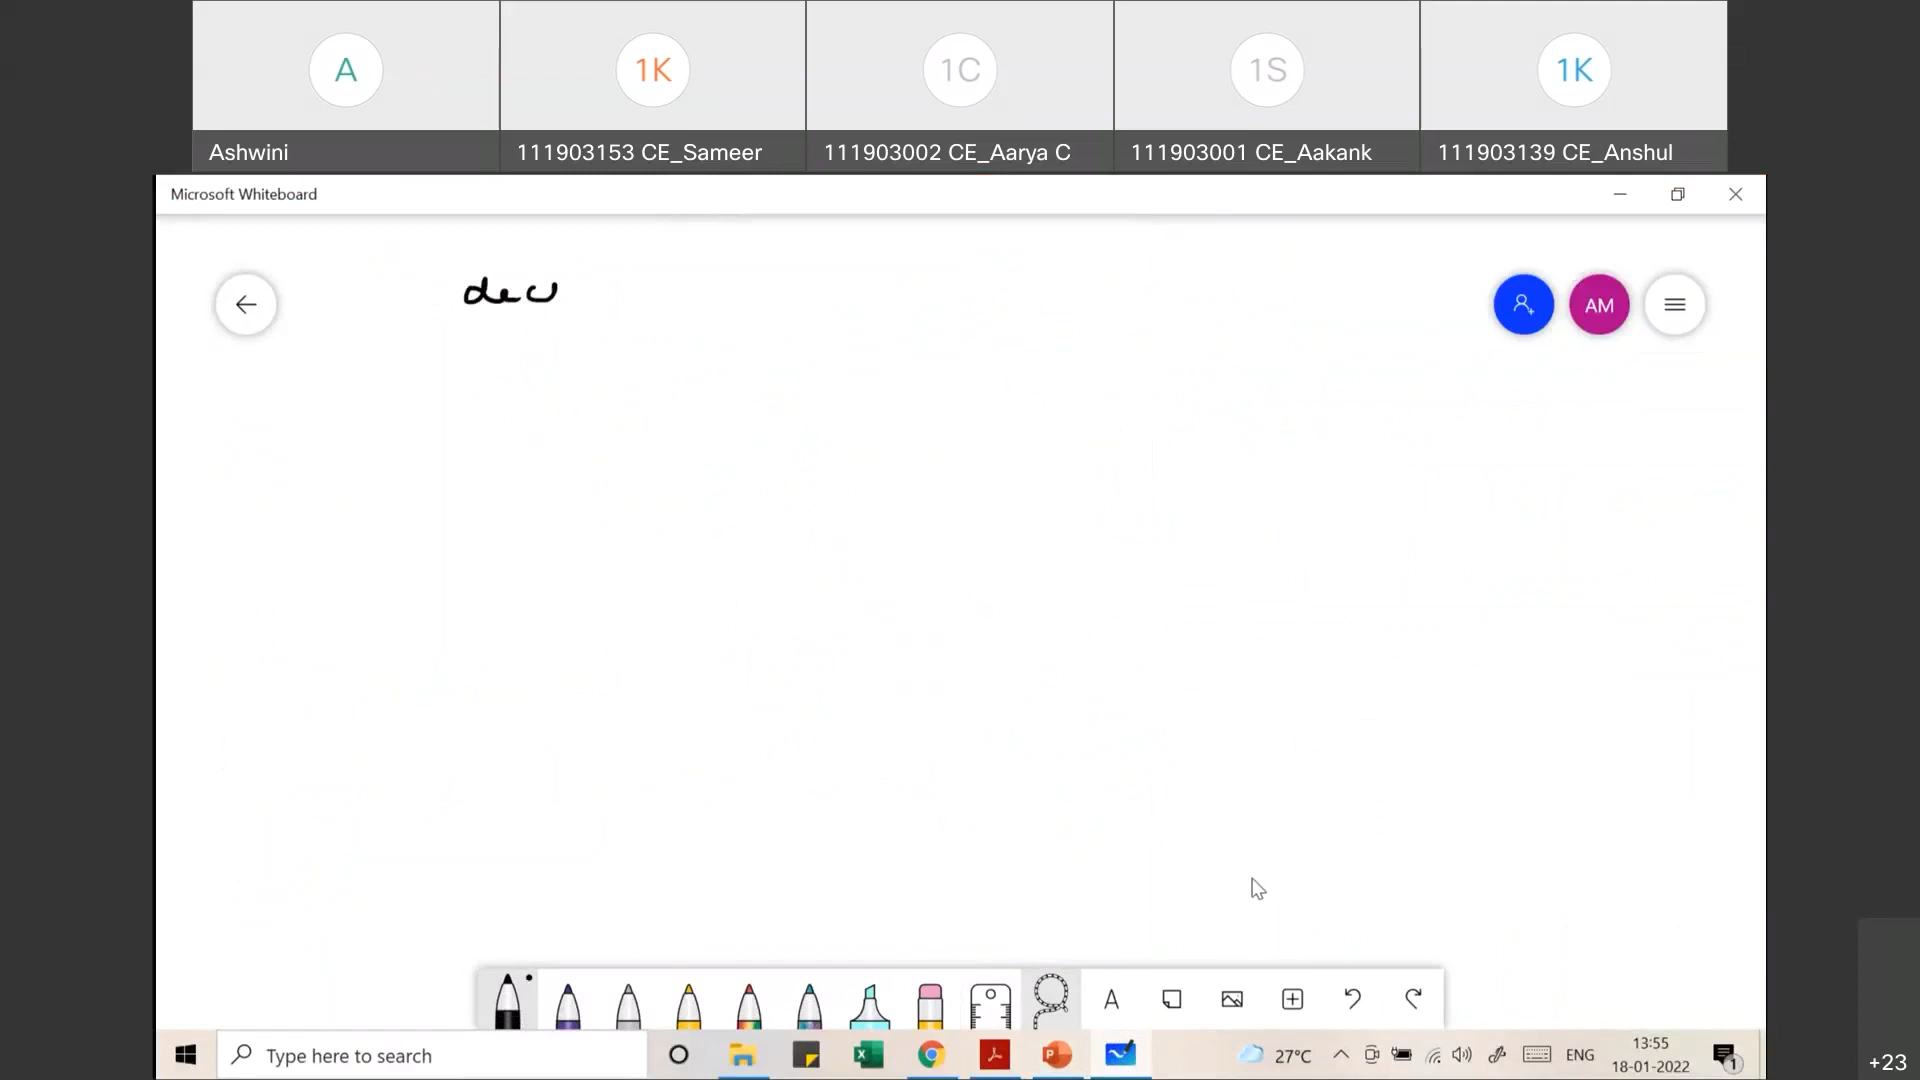 A
1K
1C
1S
1K
Ashwini
111903153 CE_Sameer
111903002 CE_Aarya C
111903001 CE_Aakank
111903139 CE_Anshul
Microsoft Whiteboard
AM
A
Type here to search
27°C
ENG
13:55
18-01-2022
1
+23